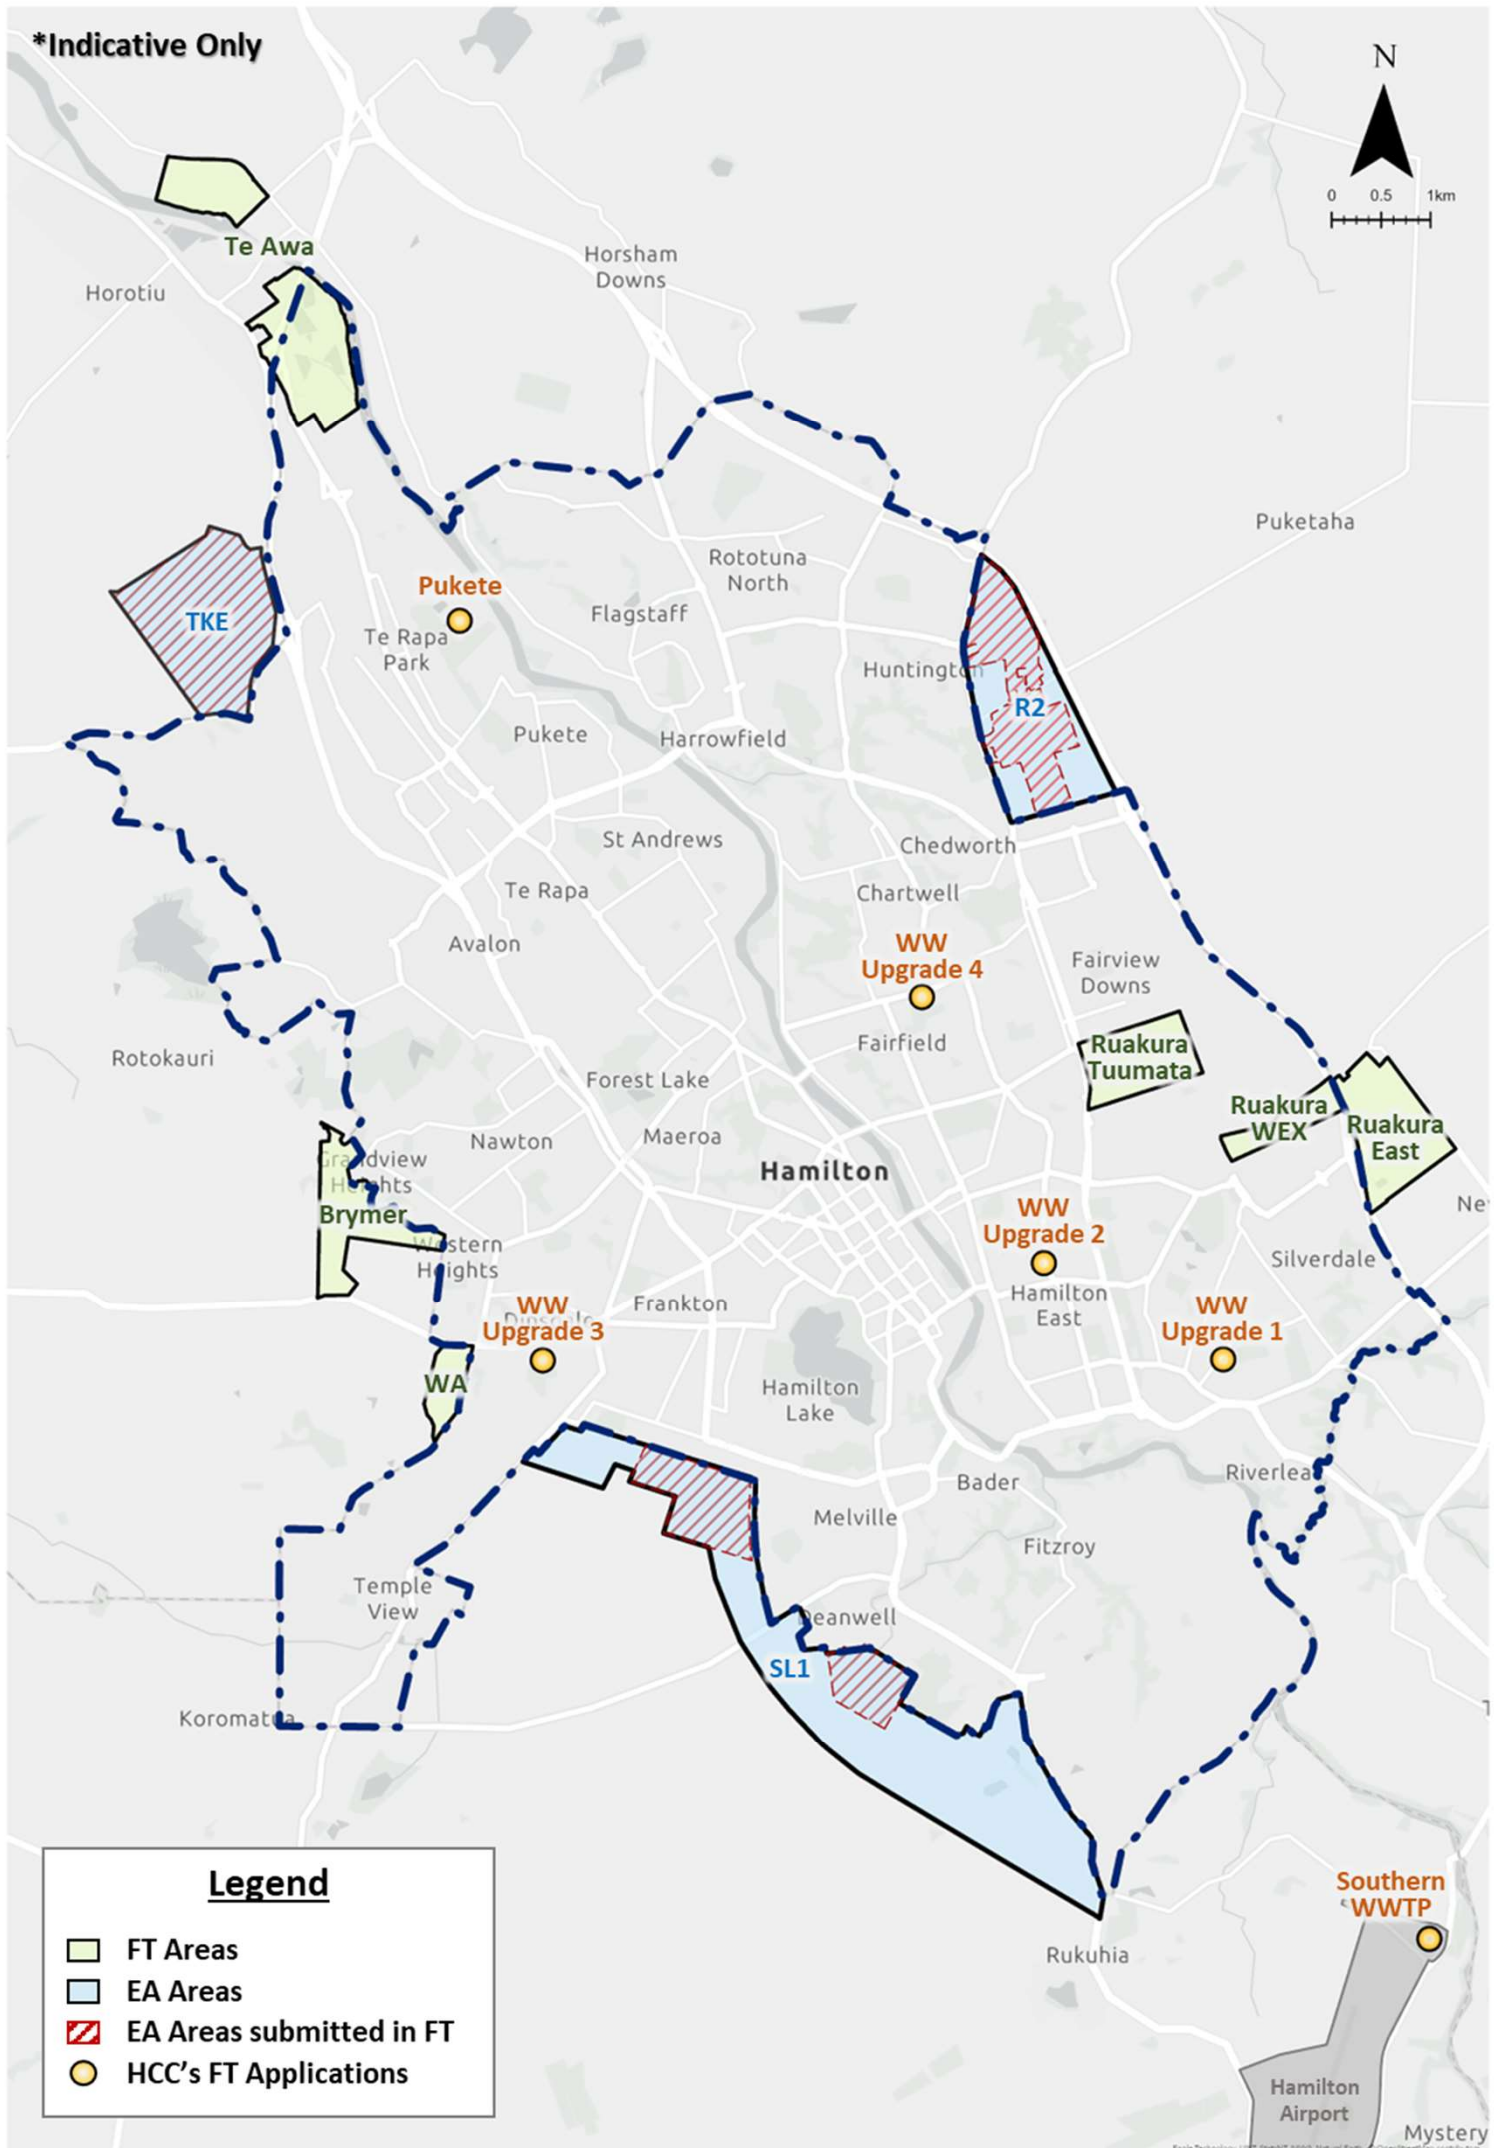 *Indicative Only
N
0 0.5 1km
Te Awa
Horotiu
Horsham
Downs
Puketaha
Rototuna
North
Pukete
Flagstaff
TKE
Te Rapa
Park
Huntington
R2
Pukete
Harrowfield
St Andrews
Chedworth
Te Rapa
Chartwell
Avalon
WW
Upgrade 4
Fairview
Downs
Rotokauri
Fairfield
Ruakura
Tuumata
Forest Lake
Ruakura
WEX
Ruakura
East
Nawton
Maeroa
Grandview
Heights
Hamilton
Brymer
WW
Upgrade 2
Western
Heights
Silverdale
Hamilton
East
Frankton
WW
Upgrade 3
Dinsdale
WW
Upgrade 1
WA
Hamilton
Lake
Riverlea
Bader
Melville
Fitzroy
Temple
View
Deanwell
SL1
Koromatua
Southern
WWTP
Rukuhia
Hamilton
Airport
Mystery
Legend
FT Areas
EA Areas
EA Areas submitted in FT
HCC's FT Applications